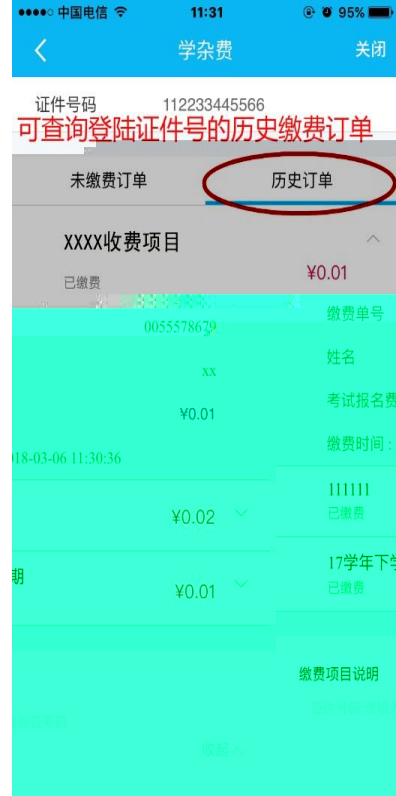 中国电信 11:31 95%
学杂费 关闭
证件号码 112233445566
可查询登陆证件号的历史缴费订单
未缴费订单 历史订单
XXXX收费项目
已缴费 ¥0.01
缴费单号
0055578679
姓名
xx
考试报名费
¥0.01
缴费时间:
18-03-06 11:30:36
111111
已缴费
¥0.02
17学年下学
期
已缴费
¥0.01
缴费项目说明
收起